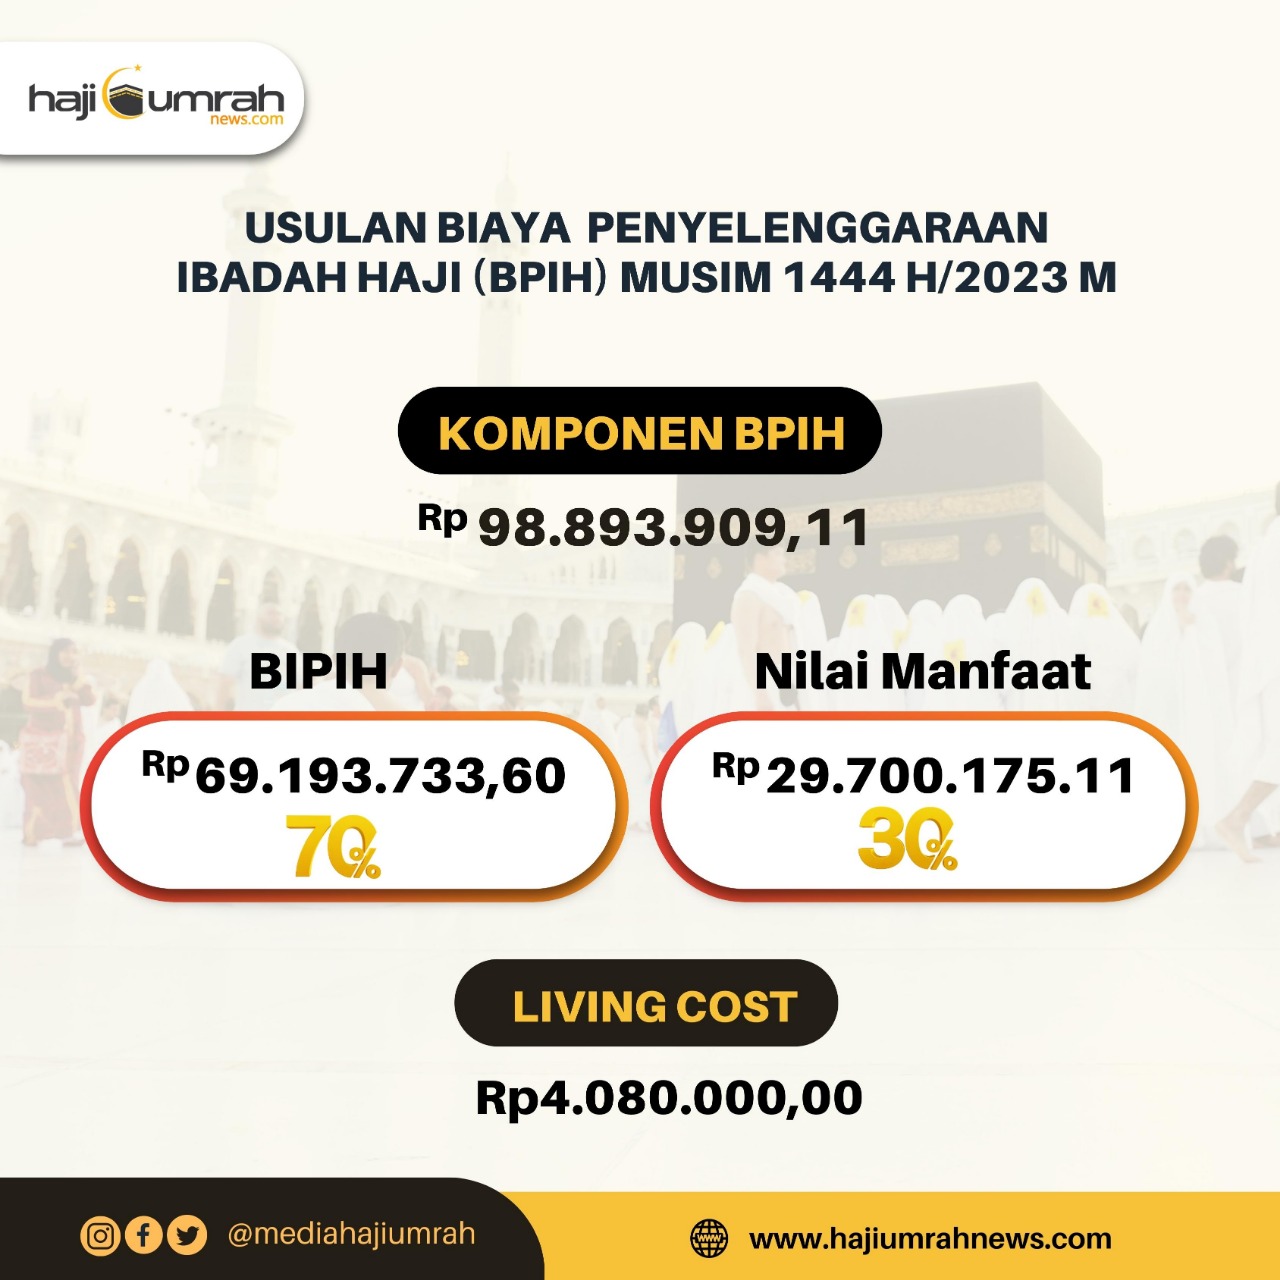 haji umrah
news.com
USULAN BIAYA PENYELENGGARAAN
IBADAH HAJI (BPIH) MUSIM 1444 H/2023 M
KOMPONEN BPIH
Rp 98.893.909,11
BIPIH
Rp 69.193.733,60
70%
Nilai Manfaat
Rp 29.700.175.11
30%
LIVING COST
Rp4.080.000,00
@mediahajiumrah
www.hajiumrahnews.com